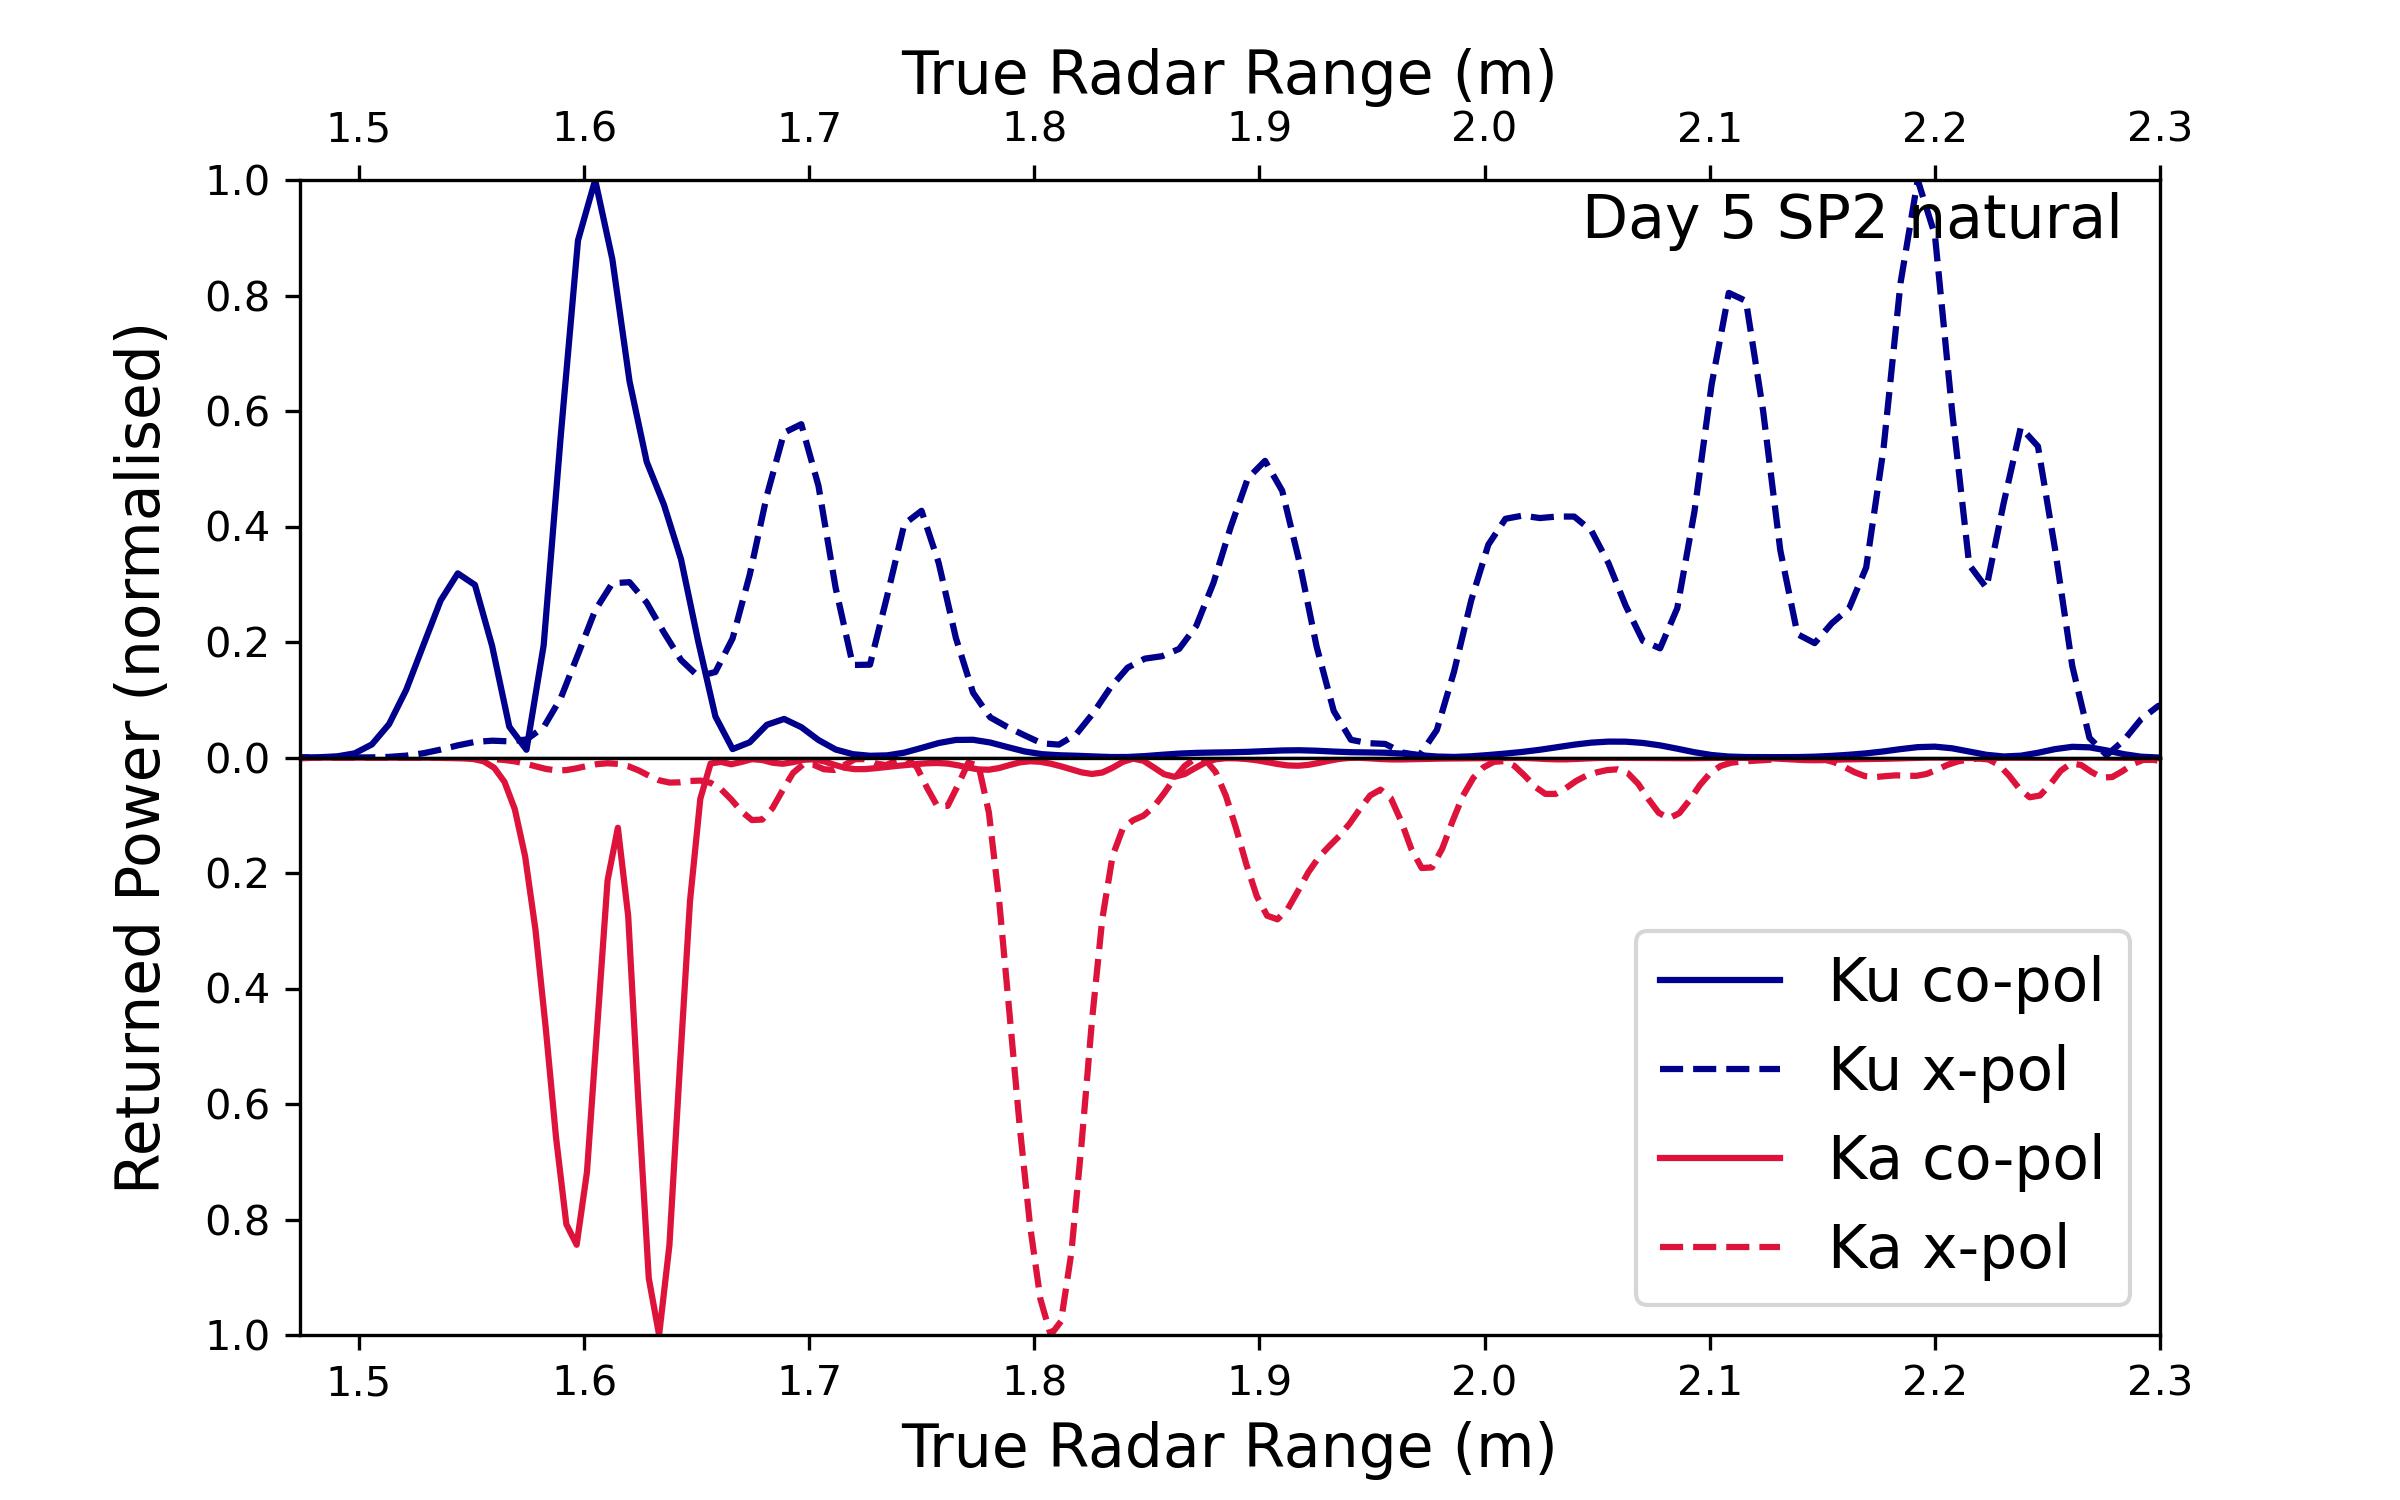 True Radar Range (m)
1.5 1.6 1.7 1.8 1.9 2.0 2.1 2.2 2.3
Day 5 SP2 natural
Returned Power (normalised)
1.0
0.8
0.6
0.4
0.2
0.0
0.2
0.4
0.6
0.8
1.0
Ku co-pol
Ku x-pol
Ka co-pol
Ka x-pol
1.5 1.6 1.7 1.8 1.9 2.0 2.1 2.2 2.3
True Radar Range (m)